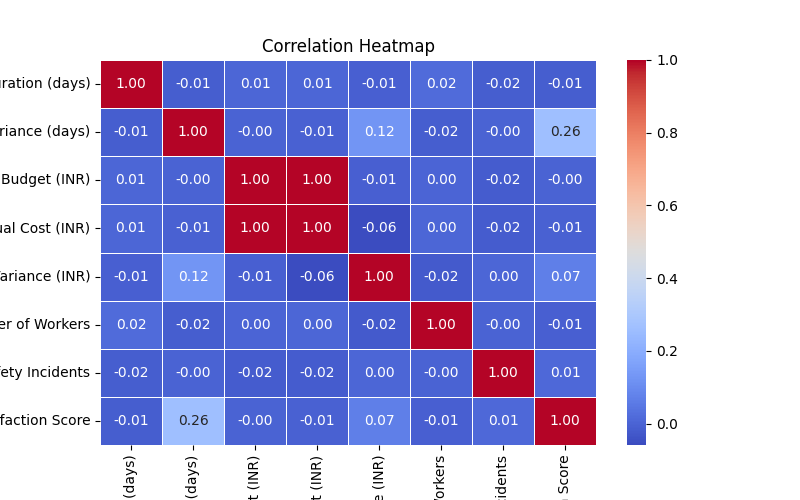 Correlation Heatmap
uration (days) 1.00 -0.01 0.01 0.01 -0.01 0.02 -0.02 -0.01
riance (days) -0.01 1.00 -0.00 -0.01 0.12 -0.02 -0.00 0.26
Budget (INR) 0.01 -0.00 1.00 1.00 -0.01 0.00 -0.02 -0.00
ual Cost (INR) 0.01 -0.01 1.00 1.00 -0.06 0.00 -0.02 -0.01
Variance (INR) -0.01 0.12 -0.01 -0.06 1.00 -0.02 0.00 0.07
er of Workers 0.02 -0.02 0.00 0.00 -0.02 1.00 -0.00 -0.01
fety Incidents -0.02 -0.00 -0.02 -0.02 0.00 -0.00 1.00 0.01
faction Score -0.01 0.26 -0.00 -0.01 0.07 -0.01 0.01 1.00
(days)
(days)
t (INR)
t (INR)
e (INR)
Workers
idents
Score
1.0
0.8
0.6
0.4
0.2
0.0